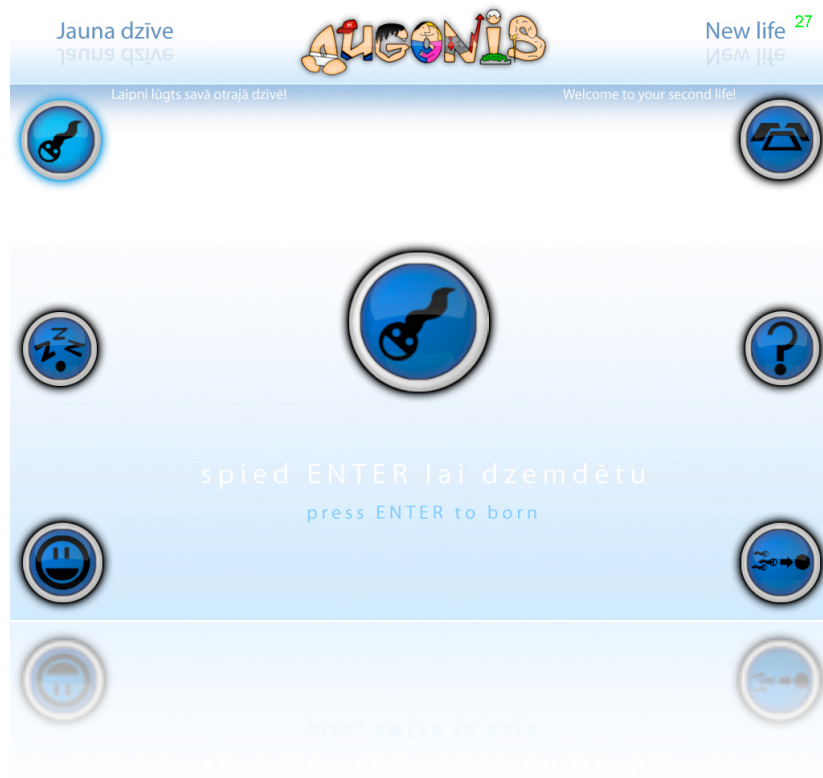 Jauna dzīve
AUGONIS
New life
27
Laipni lūgts savā otrajā dzīvē!
Welcome to your second life!
z z z
?
spied ENTER lai dzemdētu
press ENTER to born